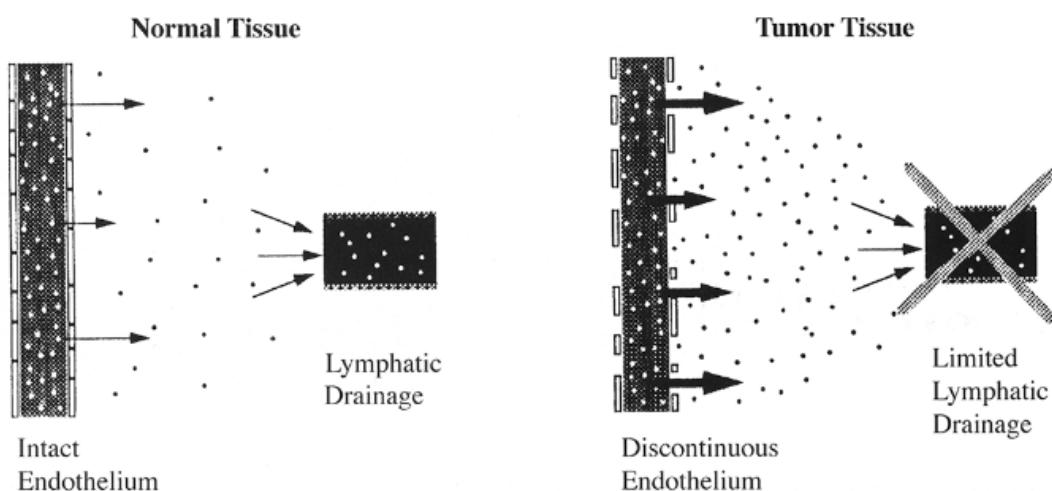 Normal Tissue
Tumor Tissue
Lymphatic
Drainage
Limited
Lymphatic
Drainage
Intact
Endothelium
Discontinuous
Endothelium